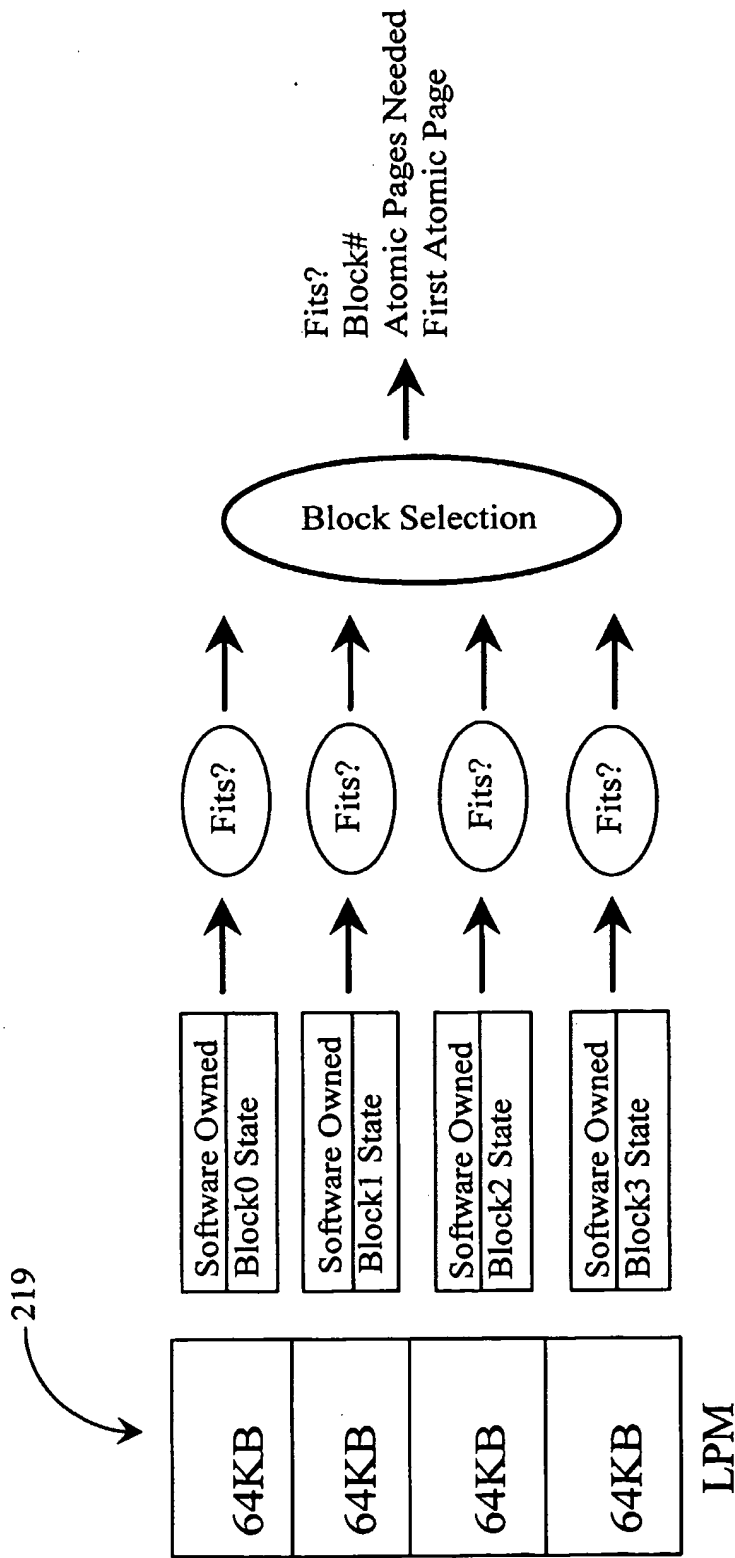 219
64KB
64KB
64KB
64KB
LPM
Software Owned
Block0 State
Software Owned
Block1 State
Software Owned
Block2 State
Software Owned
Block3 State
Fits?
Fits?
Fits?
Fits?
Block Selection
Fits?
Block#
Atomic Pages Needed
First Atomic Page